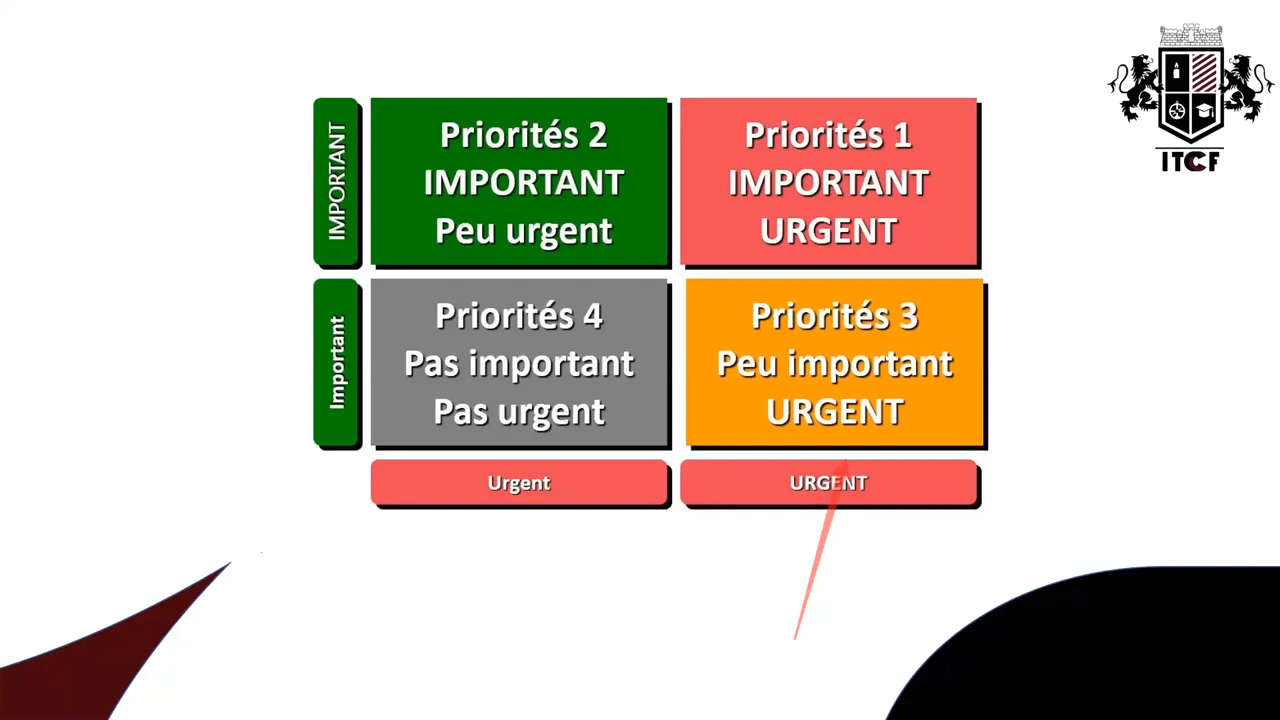 IMPORTANT
Priorités 2
IMPORTANT
Peu urgent
Priorités 1
IMPORTANT
URGENT
Important
Priorités 4
Pas important
Pas urgent
Priorités 3
Peu important
URGENT
Urgent
URGENT
ITCF